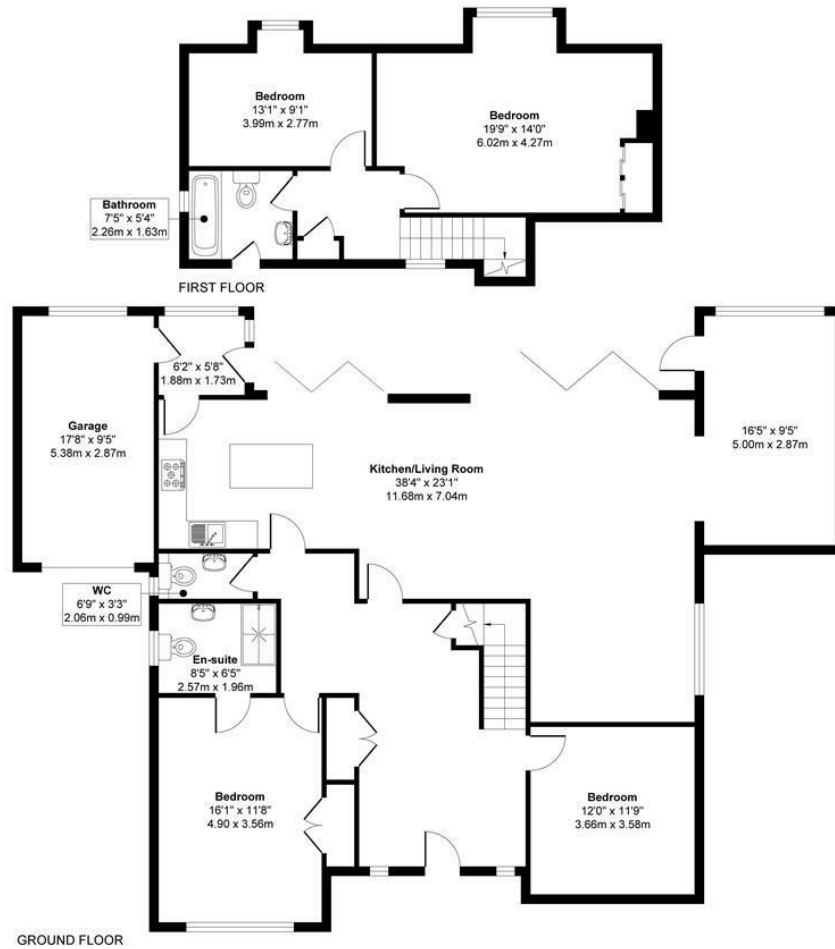 Bedroom
13'1" x 9'1"
3.99m x 2.77m
Bedroom
19'9" x 14'0"
6.02m x 4.27m
Bathroom
7'5" x 5'4"
2.26m x 1.63m
FIRST FLOOR
6'2" x 5'8"
1.88m x 1.73m
Garage
17'8" x 9'5"
5.38m x 2.87m
16'5" x 9'5"
5.00m x 2.87m
Kitchen/Living Room
38'4" x 23'1"
11.68m x 7.04m
WC
6'9" x 3'3"
2.06m x 0.99m
En-suite
8'5" x 6'5"
2.57m x 1.96m
Bedroom
16'1" x 11'8"
4.90 x 3.56m
Bedroom
12'0" x 11'9"
3.66m x 3.58m
GROUND FLOOR